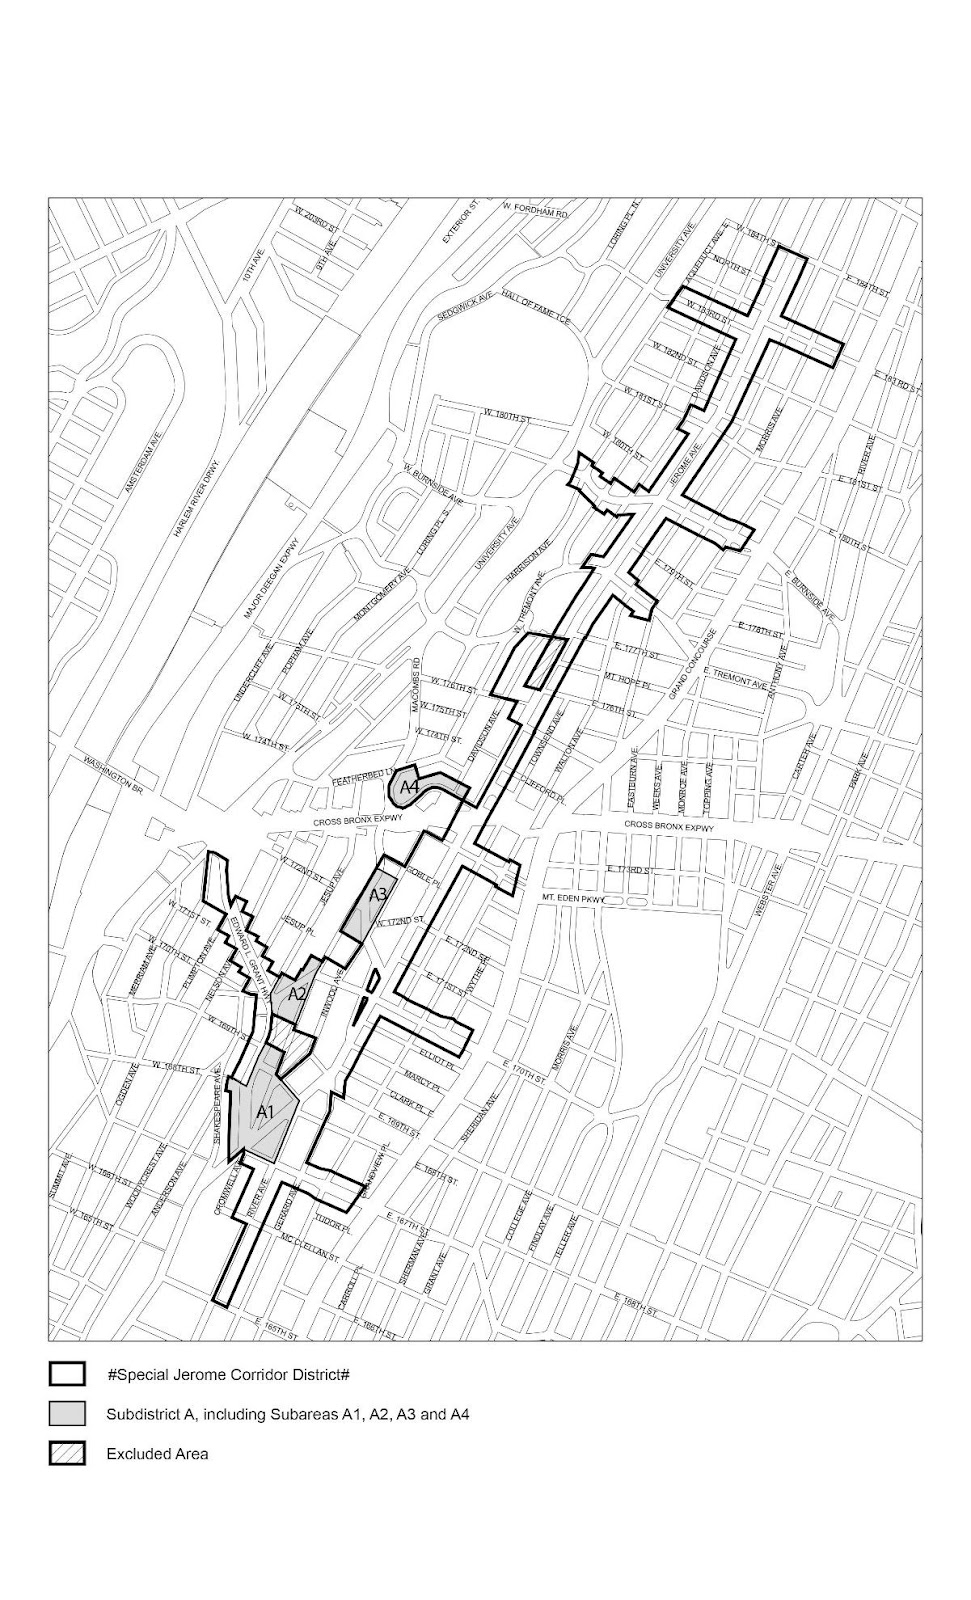 W. FORDHAM RD.
W. 203RD ST.
9TH AVE.
10TH AVE.
EXTERIOR ST.
LORING PL. N.
UNIVERSITY AVE.
AQUEDUCT AVE. E
W. 184TH ST.
NORTH ST.
E. 184TH ST.
SEDGWICK AVE.
HALL OF FAME TCE
W. 183RD ST.
W. 182ND ST.
DAVIDSON AVE.
E. 183RD ST.
W. 181ST ST.
W. 180TH ST.
W. 180TH ST.
MORRIS AVE.
AMSTERDAM AVE.
JEROME AVE.
RIVER AVE.
E. 181ST ST.
HARLEM RIVER DRWY.
W. BURNSIDE AVE.
LORING PL. S.
UNIVERSITY AVE.
E. 180TH ST.
HARRISON AVE.
MAJOR DEEGAN EXPWY
MONTGOMERY AVE.
W. TREMONT AVE.
E. 179TH ST.
E. BURNSIDE AVE.
POPHAM AVE.
E. 178TH ST.
UNDERCLIFF AVE.
E. 177TH ST.
GRAND CONCOURSE
MACOMBS RD
W. 176TH ST.
MT. HOPE PL.
E. TREMONT AVE.
ANTHONY AVE.
W. 175TH ST.
W. 175TH ST.
E. 176TH ST.
W. 174TH ST.
W. 174TH ST.
DAVIDSON AVE.
TOWNSEND AVE.
WALTON AVE.
CARTER AVE.
PARK AVE.
WASHINGTON BR.
FEATHERBED LN.
A4
CLIFFORD PL.
EASTBURN AVE.
WEEKS AVE.
MONROE AVE.
TOPPING AVE.
CROSS BRONX EXPWY
CROSS BRONX EXPWY
W. 172ND ST.
JESUP AVE.
GOBLE PL.
E. 173RD ST.
WEBSTER AVE.
A3
MT. EDEN PKWY.
W. 171ST ST.
JESUP PL.
W. 172ND ST.
EDWARD L. GRANT HWY.
W. 170TH ST.
E. 172ND ST.
MERRIAM AVE.
PLIMPTON AVE.
NELSON AVE.
WYTHE PL.
E. 171ST ST.
A2
INWOOD AVE.
W. 169TH ST.
MORRIS AVE.
ELLIOT PL.
W. 168TH ST.
E. 170TH ST.
OGDEN AVE.
SHAKESPEARE AVE.
MARCY PL.
A1
CLARK PL. E
SHERIDAN AVE.
E. 169TH ST.
SUMMIT AVE.
W. 166TH ST.
WOODYCREST AVE.
ANDERSON AVE.
GRANDVIEW PL.
E. 168TH ST.
CROMWELL AVE.
RIVER AVE.
GERARD AVE.
W. 165TH ST.
TUDOR PL.
E. 167TH ST.
COLLEGE AVE.
FINDLAY AVE.
TELLER AVE.
MC CLELLAN ST.
SHERMAN AVE.
GRANT AVE.
CARROLL PL.
E. 165TH ST.
E. 166TH ST.
E. 166TH ST.
#Special Jerome Corridor District#
Subdistrict A, including Subareas A1, A2, A3 and A4
Excluded Area